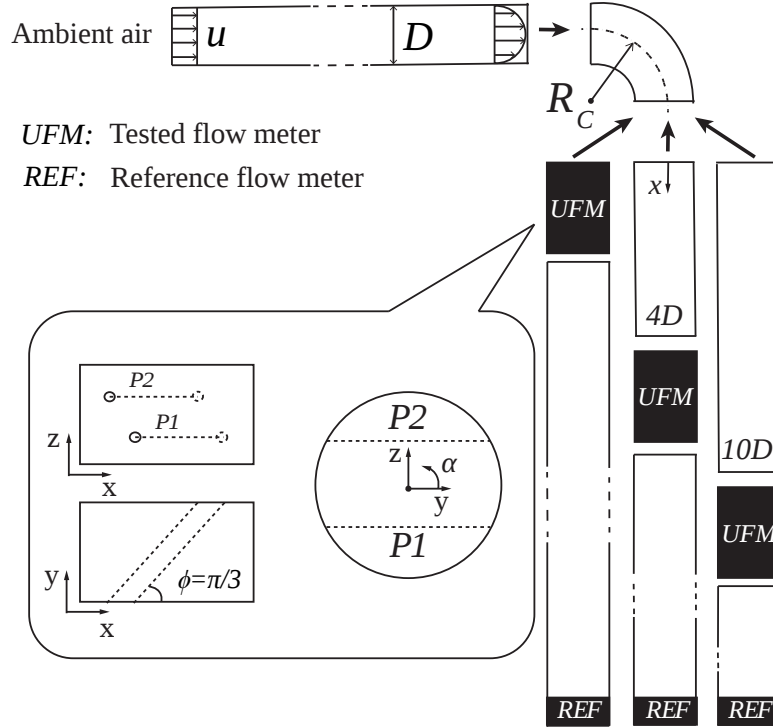 Ambient air
u
D
R_C
UFM: Tested flow meter
REF: Reference flow meter
UFM
x
4D
UFM
10D
UFM
P2
P1
z
x
P2
z
α
y
P1
y
ϕ=π/3
x
REF
REF
REF